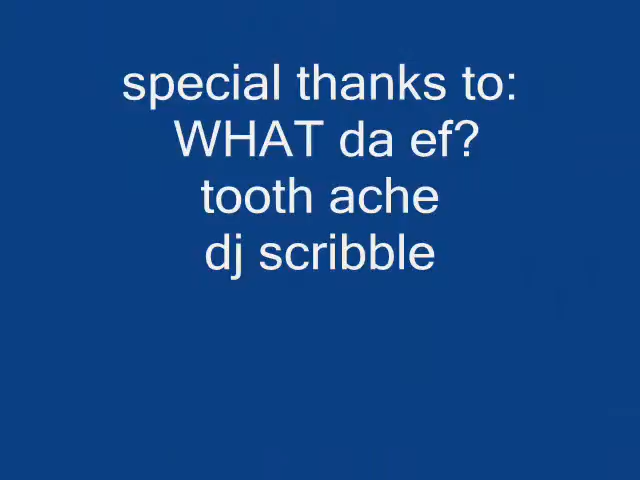 special thanks to:
WHAT da ef?
tooth ache
dj scribble